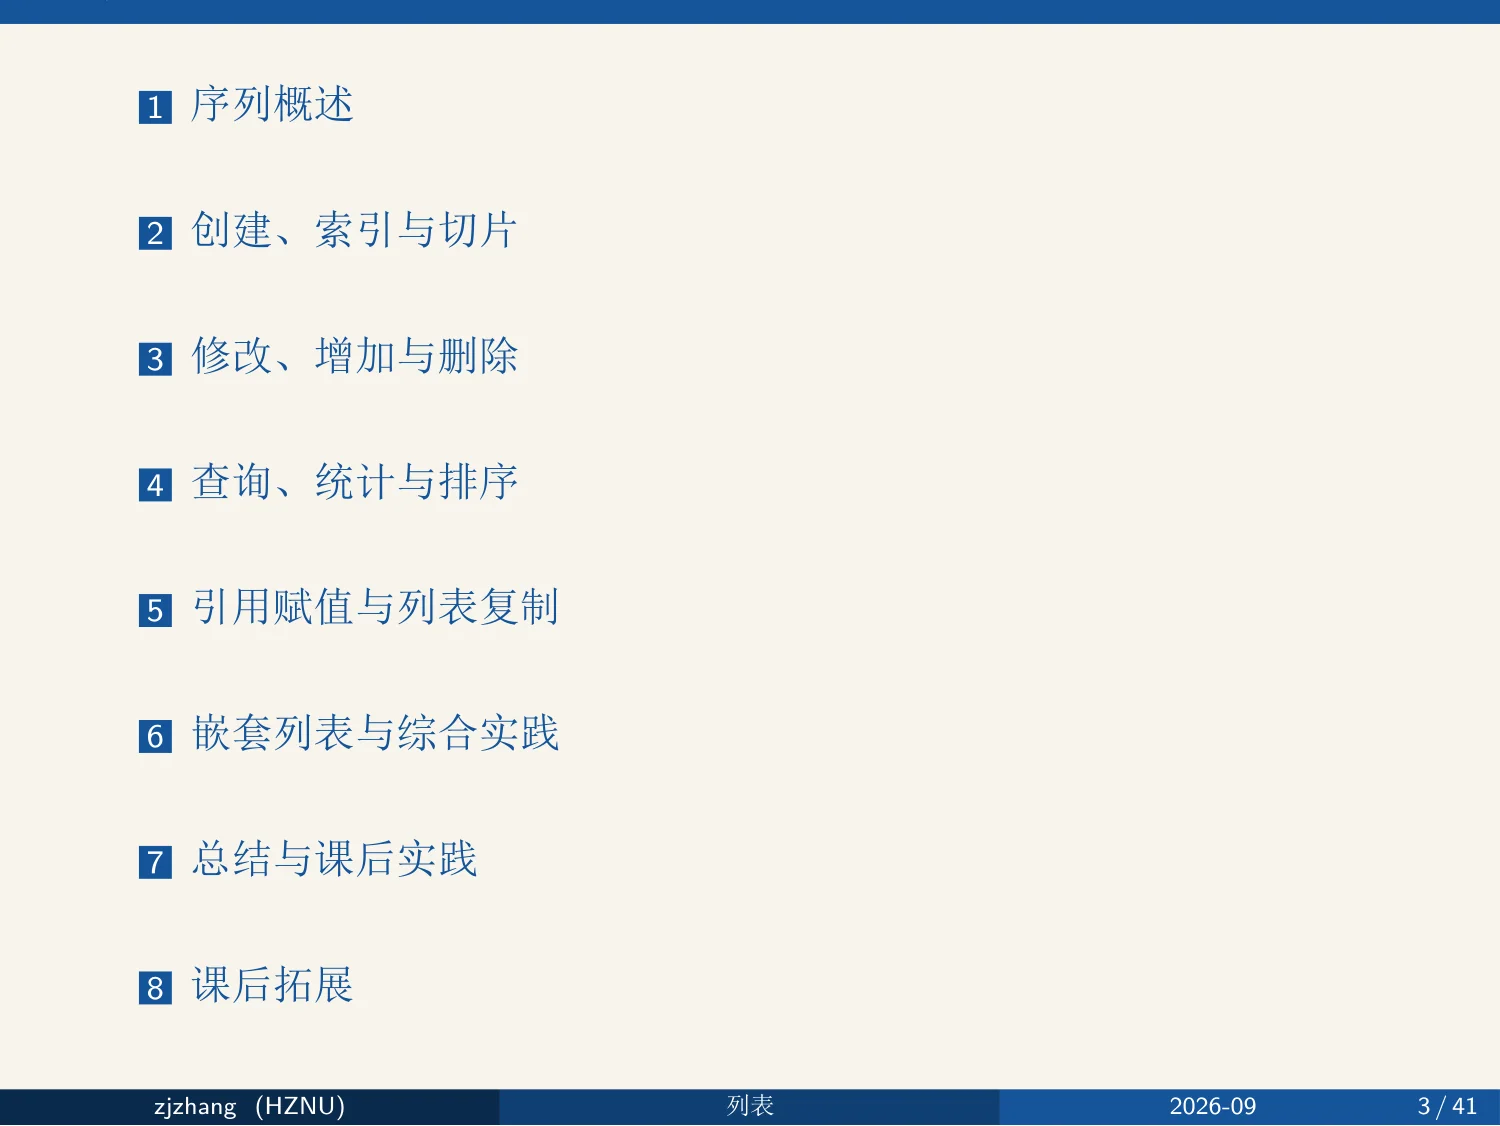 1 序列概述
2 创建、索引与切片
3 修改、增加与删除
4 查询、统计与排序
5 引用赋值与列表复制
6 嵌套列表与综合实践
7 总结与课后实践
8 课后拓展
zjzhang (HZNU) 列表 2026-09 3 / 41